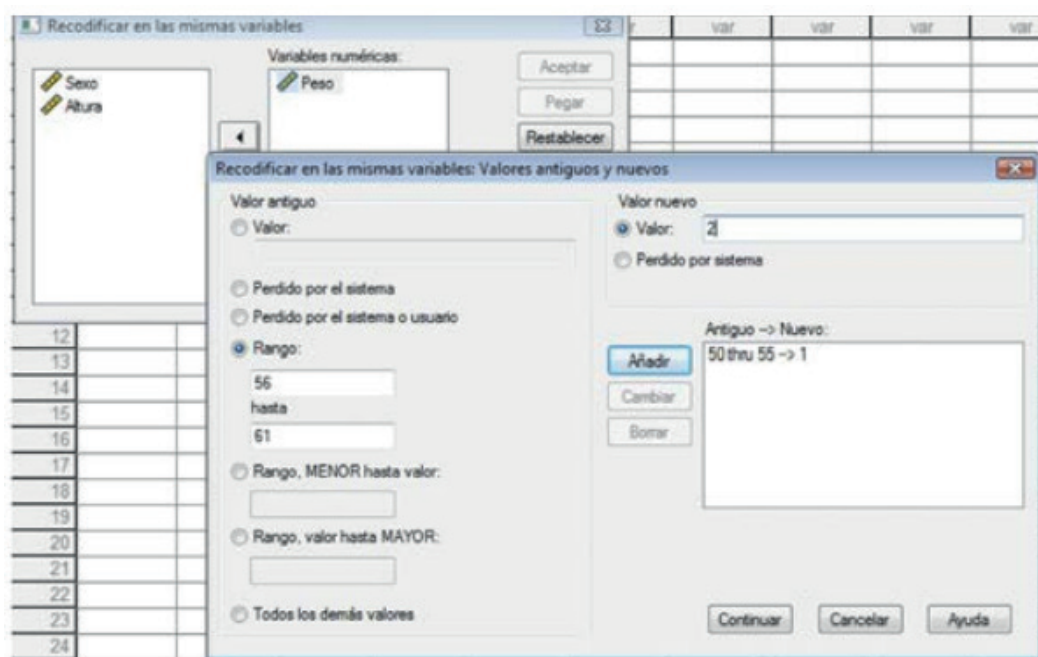 Recodificar en las mismas variables
r var var var var
Variables numéricas:
Sexo
Altura
Peso
Aceptar
Pegar
Restablecer
Recodificar en las mismas variables: Valores antiguos y nuevos
Valor antiguo
Valor:
Perdido por el sistema
Perdido por el sistema o usuario
Rango:
56
hasta
61
Rango, MENOR hasta valor:
Rango, valor hasta MAYOR:
Todos los demás valores
Valor nuevo
Valor: 2
Perdido por sistema
Antiguo --> Nuevo:
50 thru 55 --> 1
Añadir
Cambiar
Borrar
Continuar Cancelar Ayuda
12
13
14
15
16
17
18
19
20
21
22
23
24